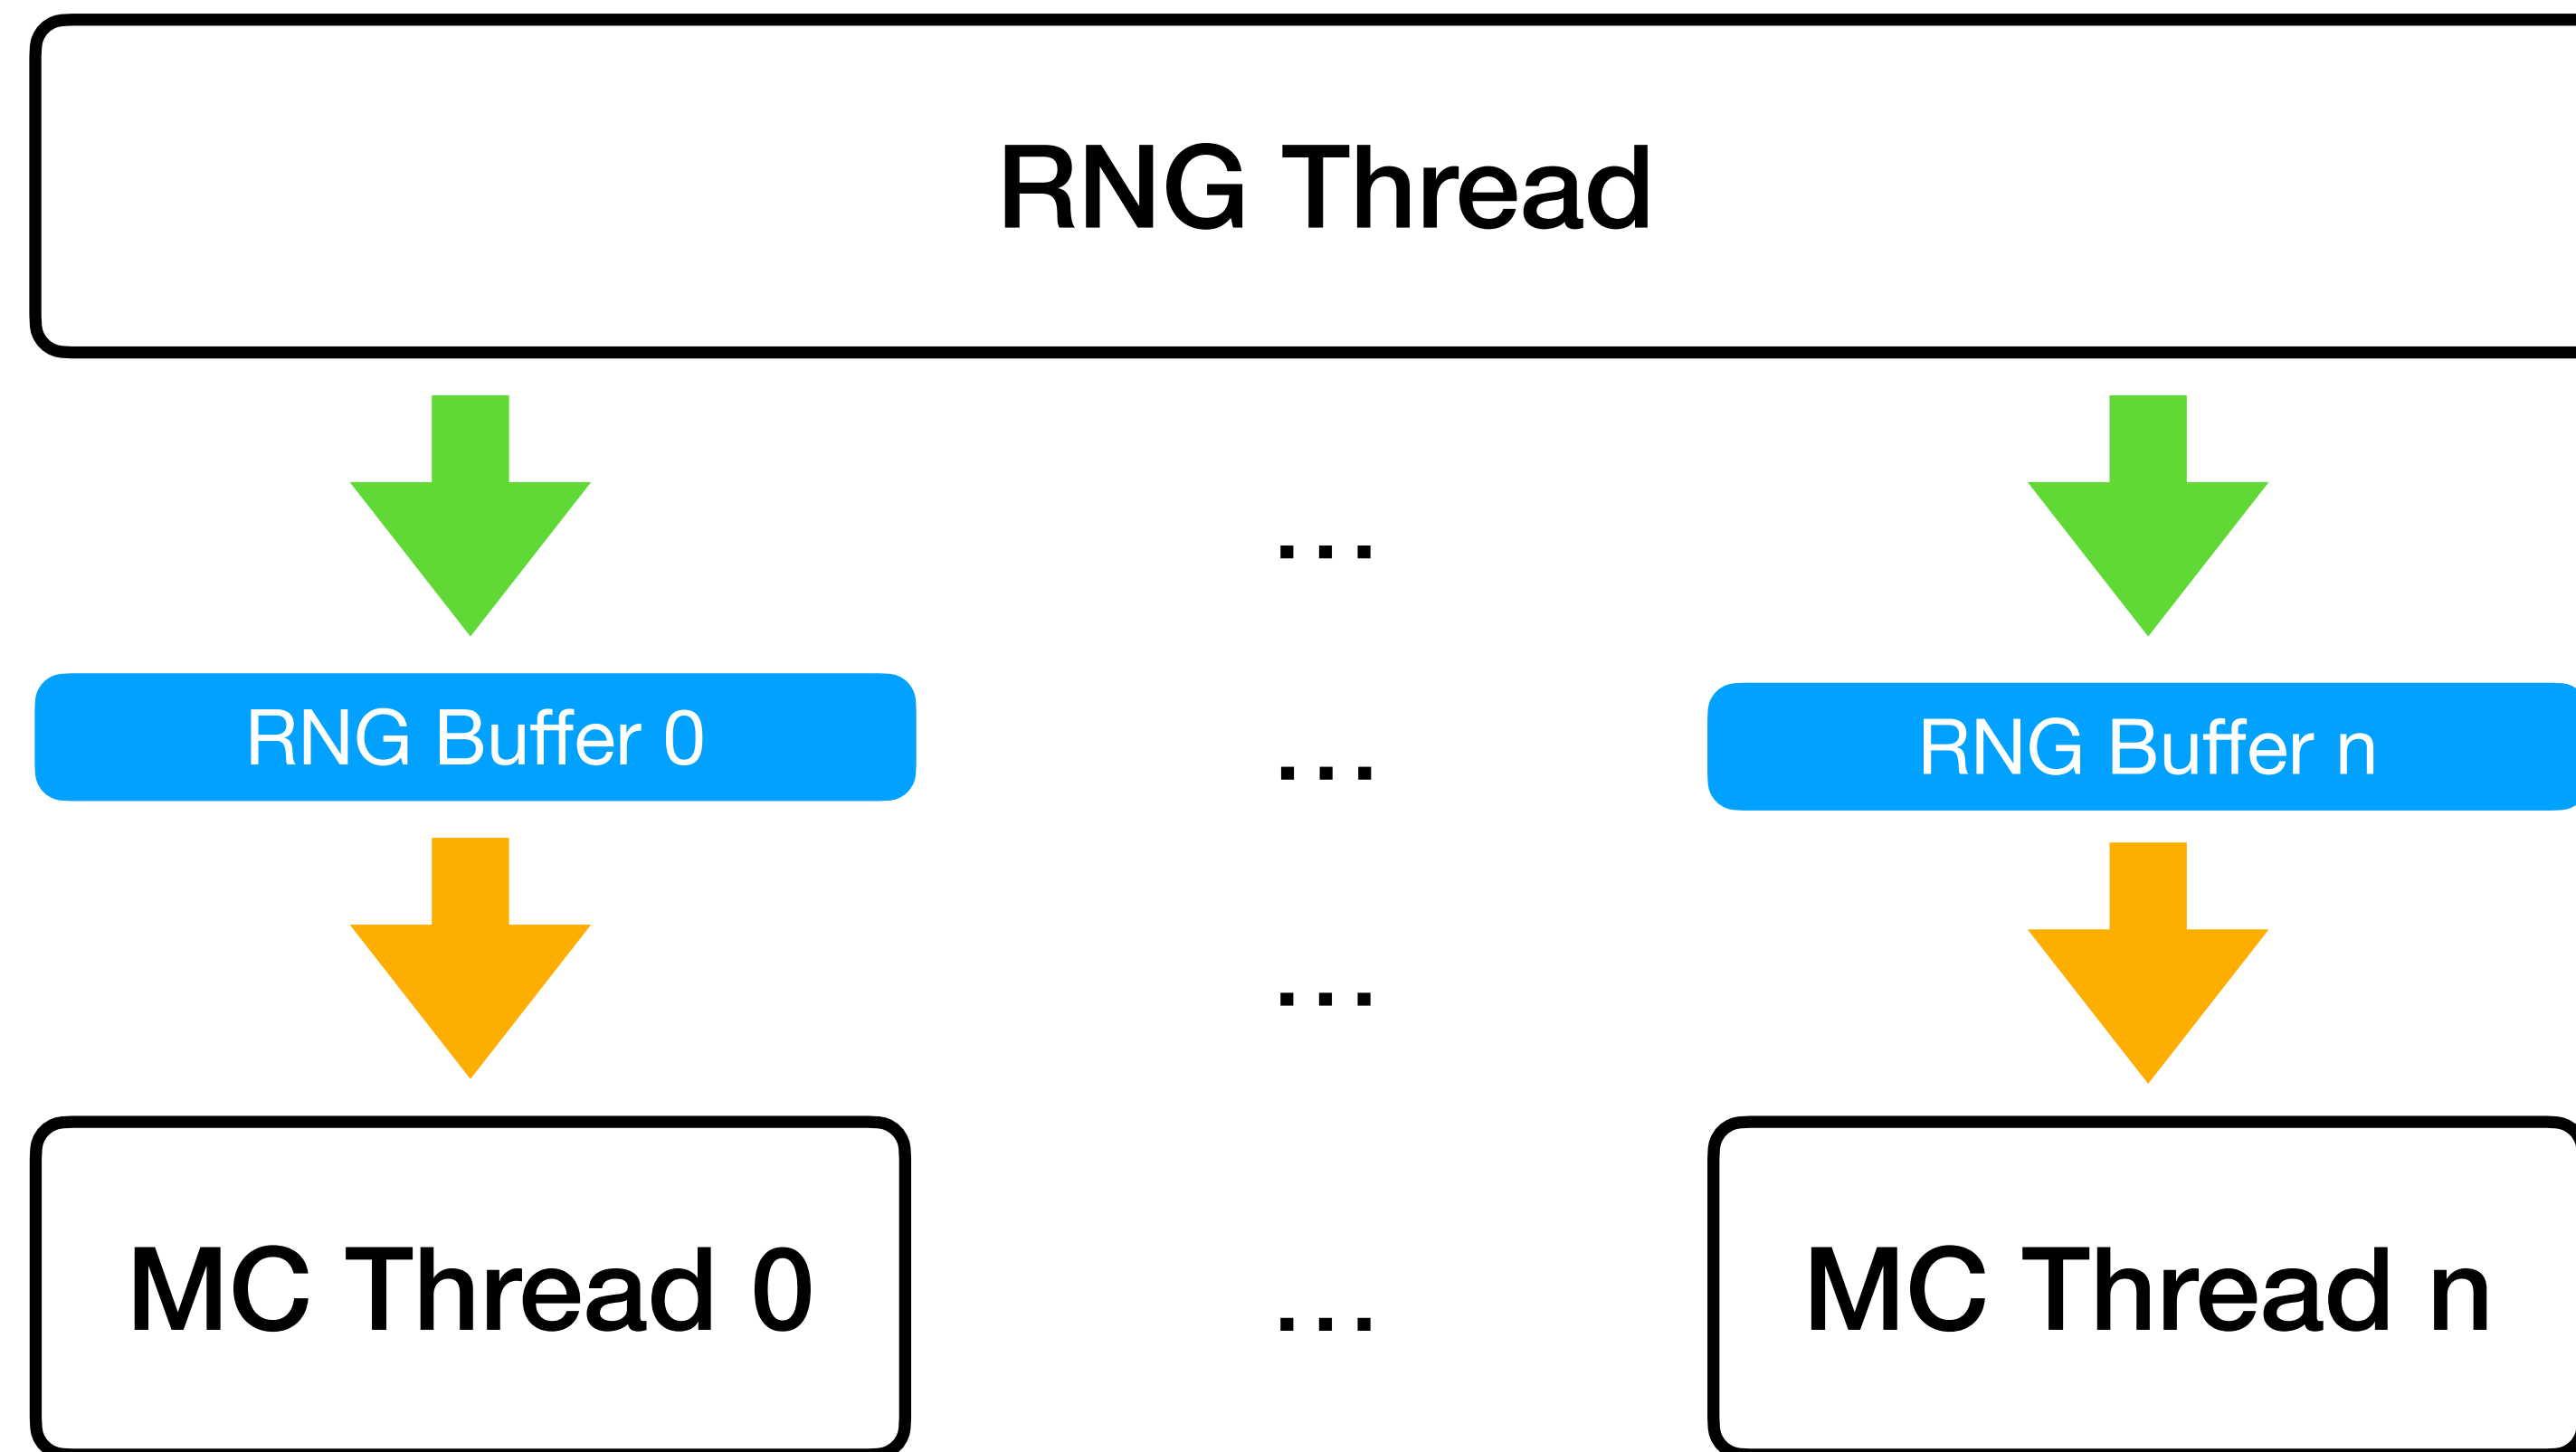 RNG Thread
...
RNG Buffer 0 ... RNG Buffer n
...
MC Thread 0 ... MC Thread n